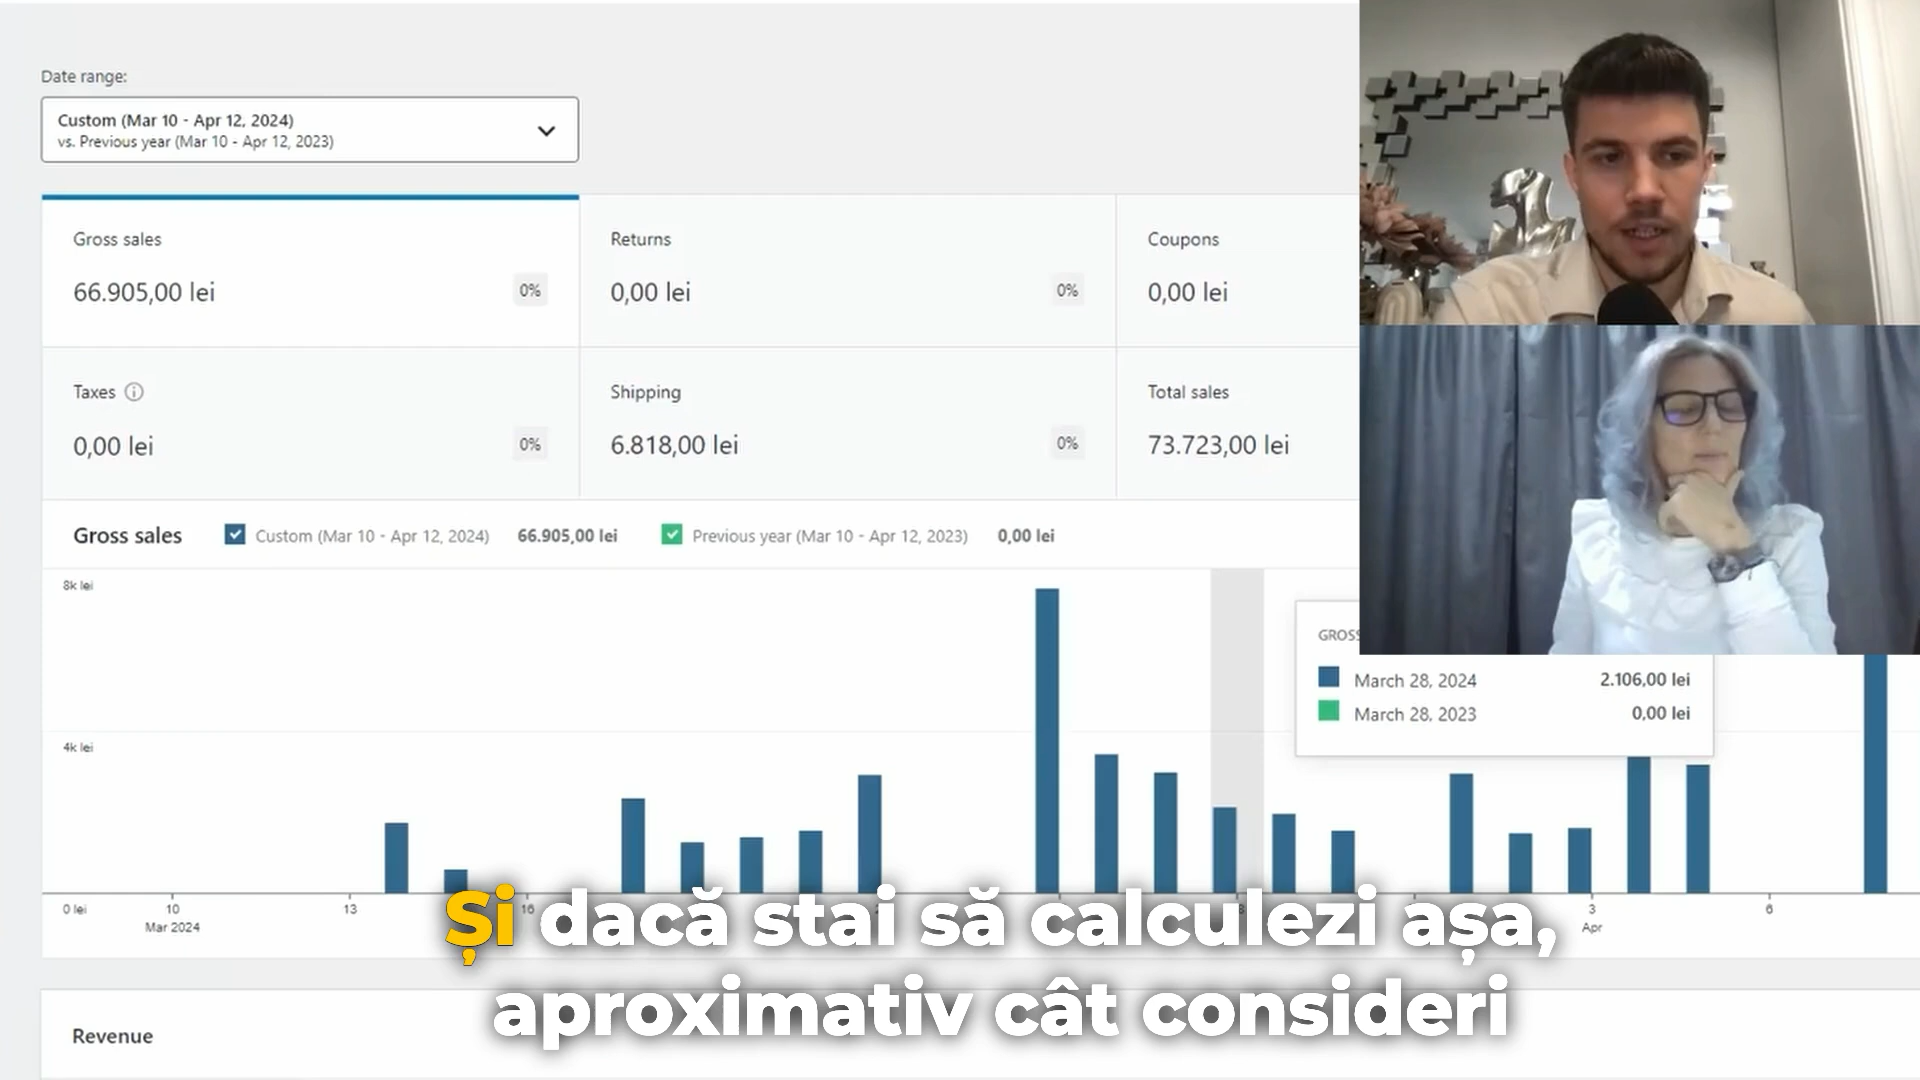 Date range:
Custom (Mar 10 - Apr 12, 2024)
vs. Previous year (Mar 10 - Apr 12, 2023)
Gross sales
66.905,00 lei
0%
Returns
0,00 lei
0%
Coupons
0,00 lei
Taxes
0,00 lei
0%
Shipping
6.818,00 lei
0%
Total sales
73.723,00 lei
Gross sales
Custom (Mar 10 - Apr 12, 2024) 66.905,00 lei
Previous year (Mar 10 - Apr 12, 2023) 0,00 lei
8k lei
4k lei
0 lei
March 28, 2024 2.106,00 lei
March 28, 2023 0,00 lei
10
Mar 2024
13
16
3
Apr
6
Și dacă stai să calculezi așa,
aproximativ cât consideri
Revenue